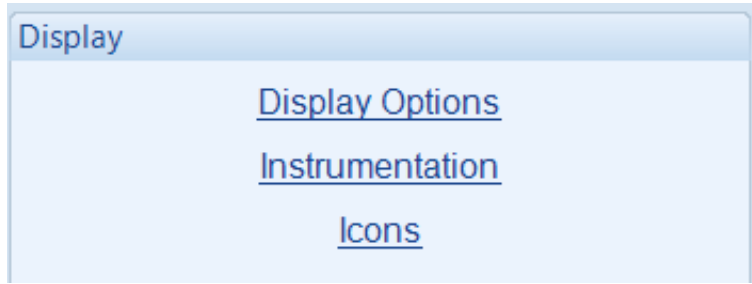 Display
Display Options
Instrumentation
Icons